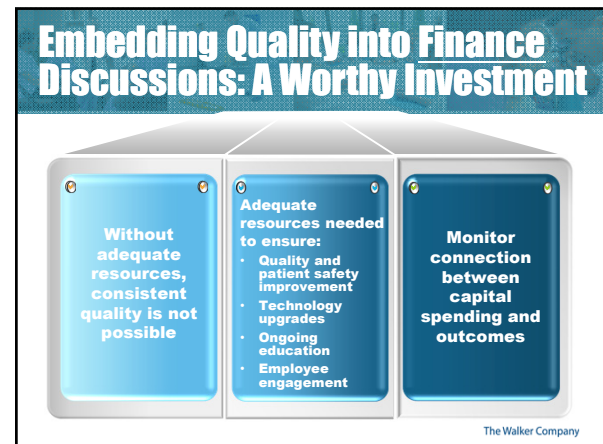 Embedding Quality into Finance
Discussions: A Worthy Investment
Without
adequate
resources,
consistent
quality is not
possible
Adequate
resources needed
to ensure:
• Quality and
patient safety
improvement
• Technology
upgrades
• Ongoing
education
• Employee
engagement
Monitor
connection
between
capital
spending and
outcomes
The Walker Company